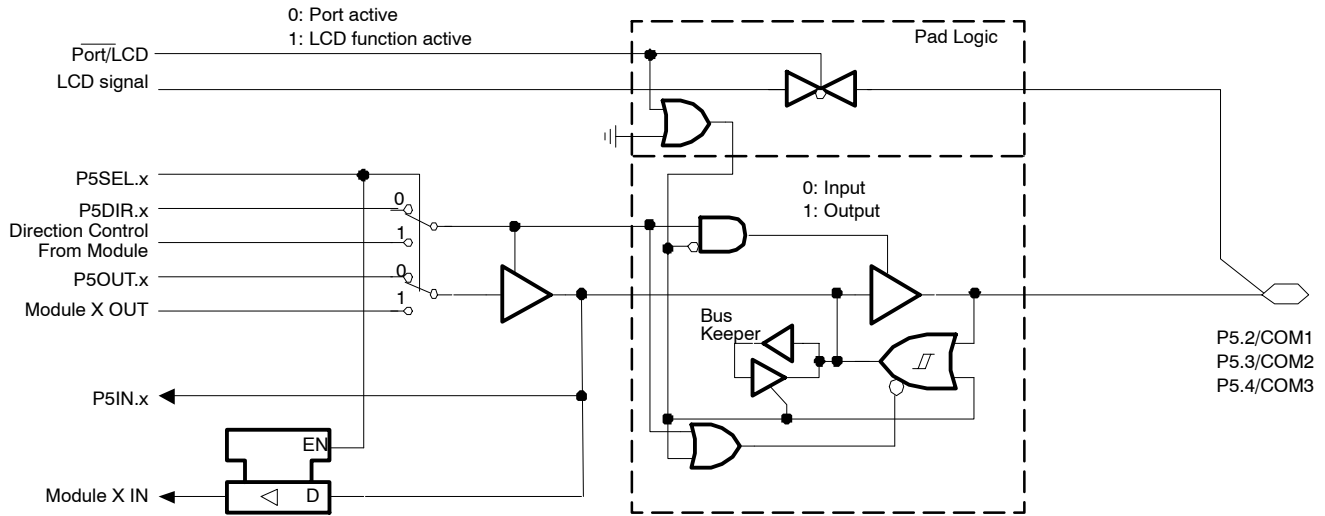 0: Port active
1: LCD function active
Port/LCD
LCD signal
Pad Logic
P5SEL.x
P5DIR.x
Direction Control
From Module
P5OUT.x
Module X OUT
0
1
0
1
0: Input
1: Output
Bus
Keeper
P5.2/COM1
P5.3/COM2
P5.4/COM3
P5IN.x
EN
Module X IN
D